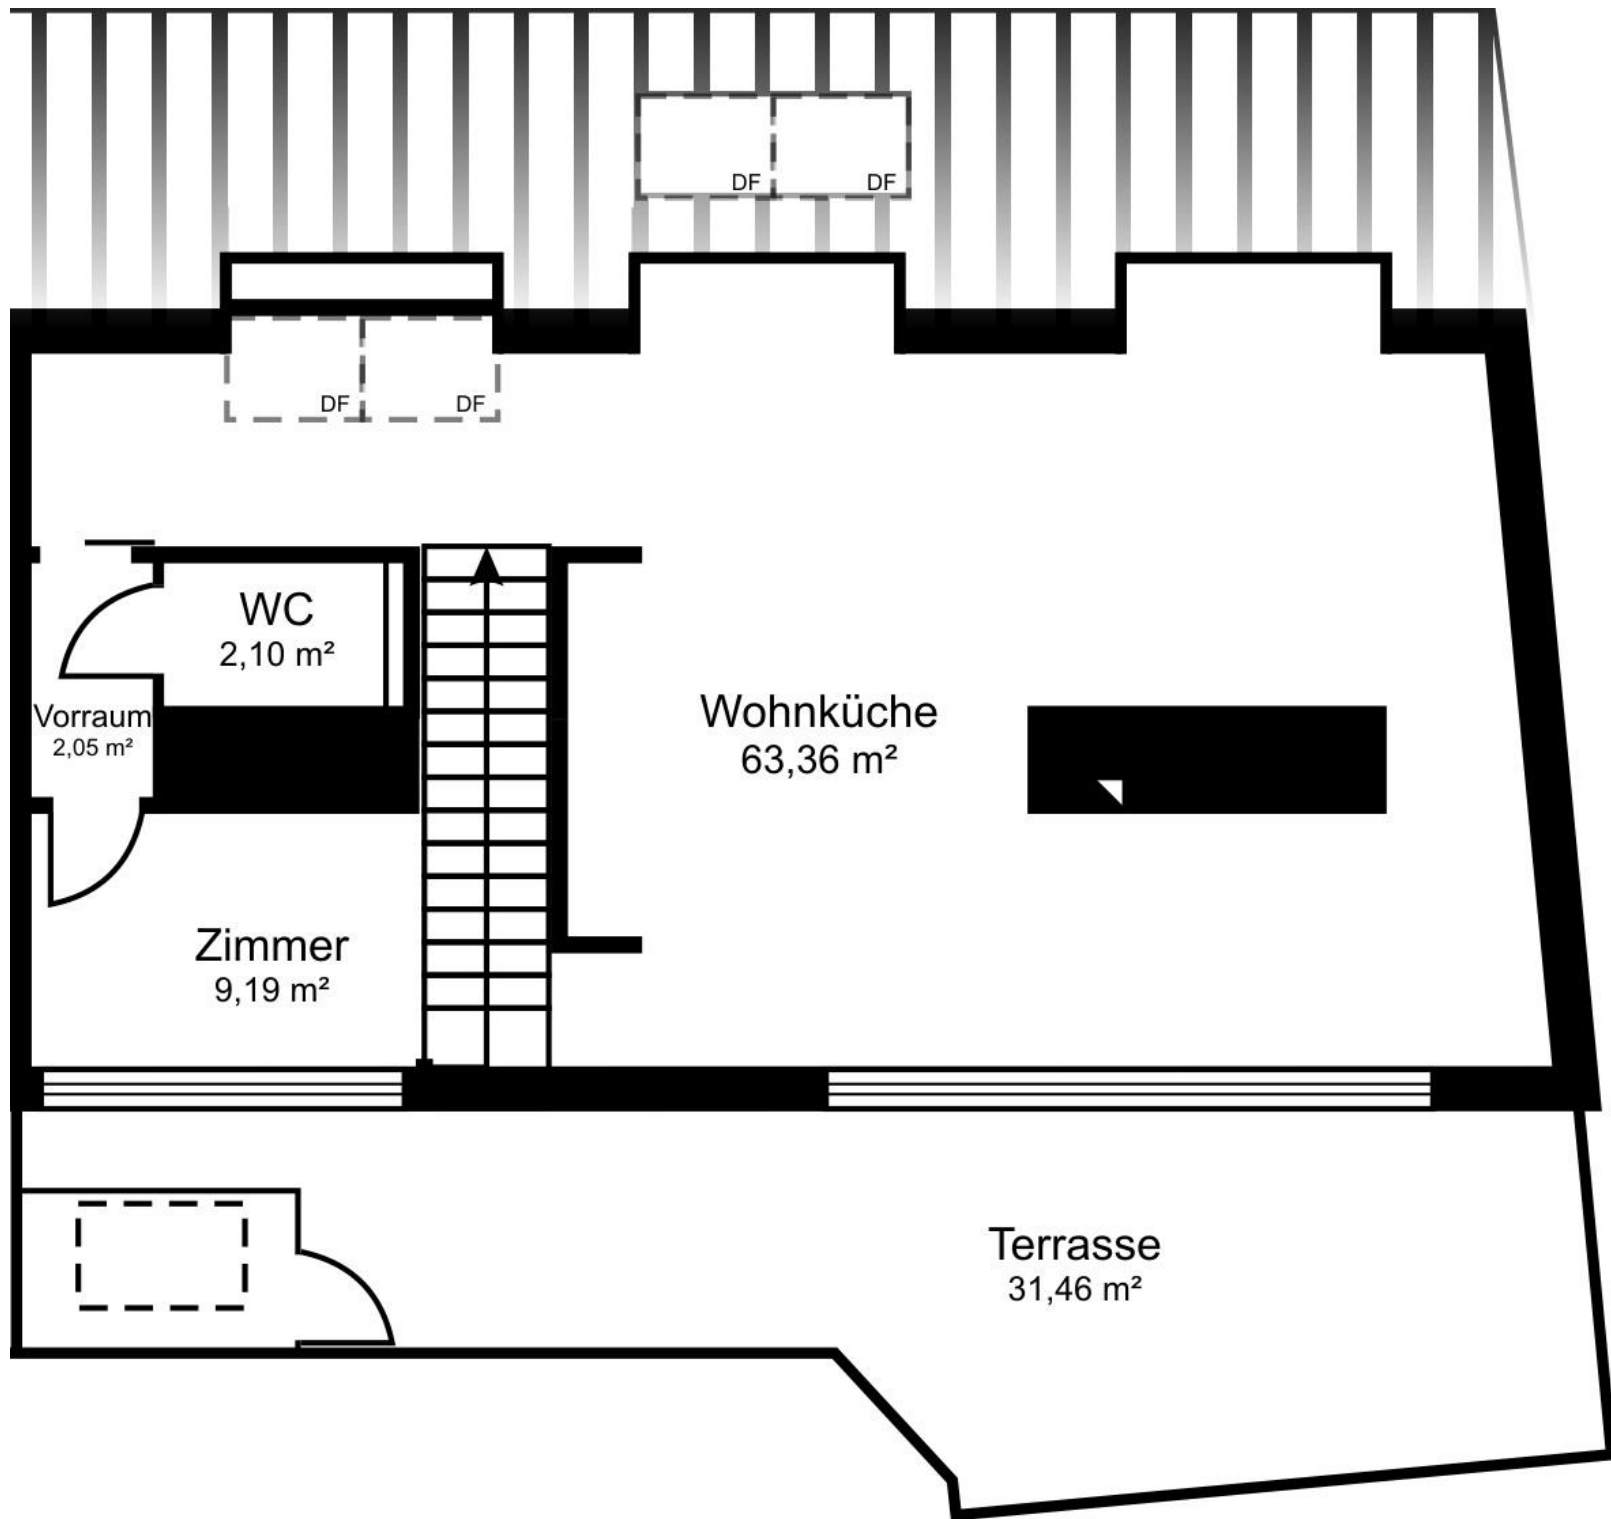 DF
DF
DF
DF
WC
2,10 m²
Vorraum
2,05 m²
Wohnküche
63,36 m²
Zimmer
9,19 m²
Terrasse
31,46 m²